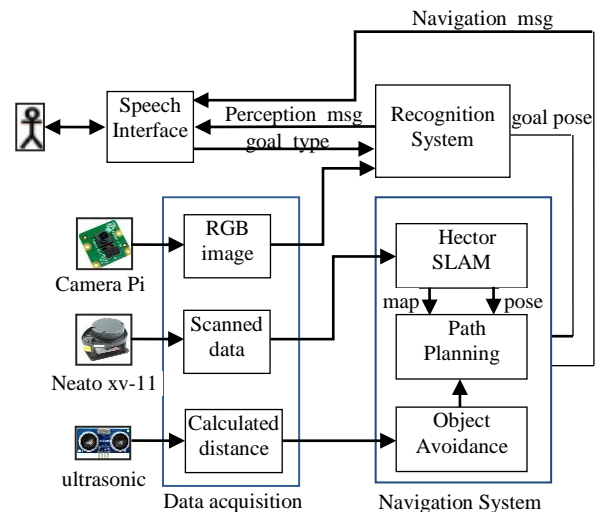 Navigation msg
Speech
Interface
Perception msg
goal type
Recognition
System
goal pose
RGB
image
Camera Pi
Hector
SLAM
map
pose
Scanned
data
Path
Planning
Neato xv-11
Calculated
distance
Object
Avoidance
ultrasonic
Data acquisition
Navigation System